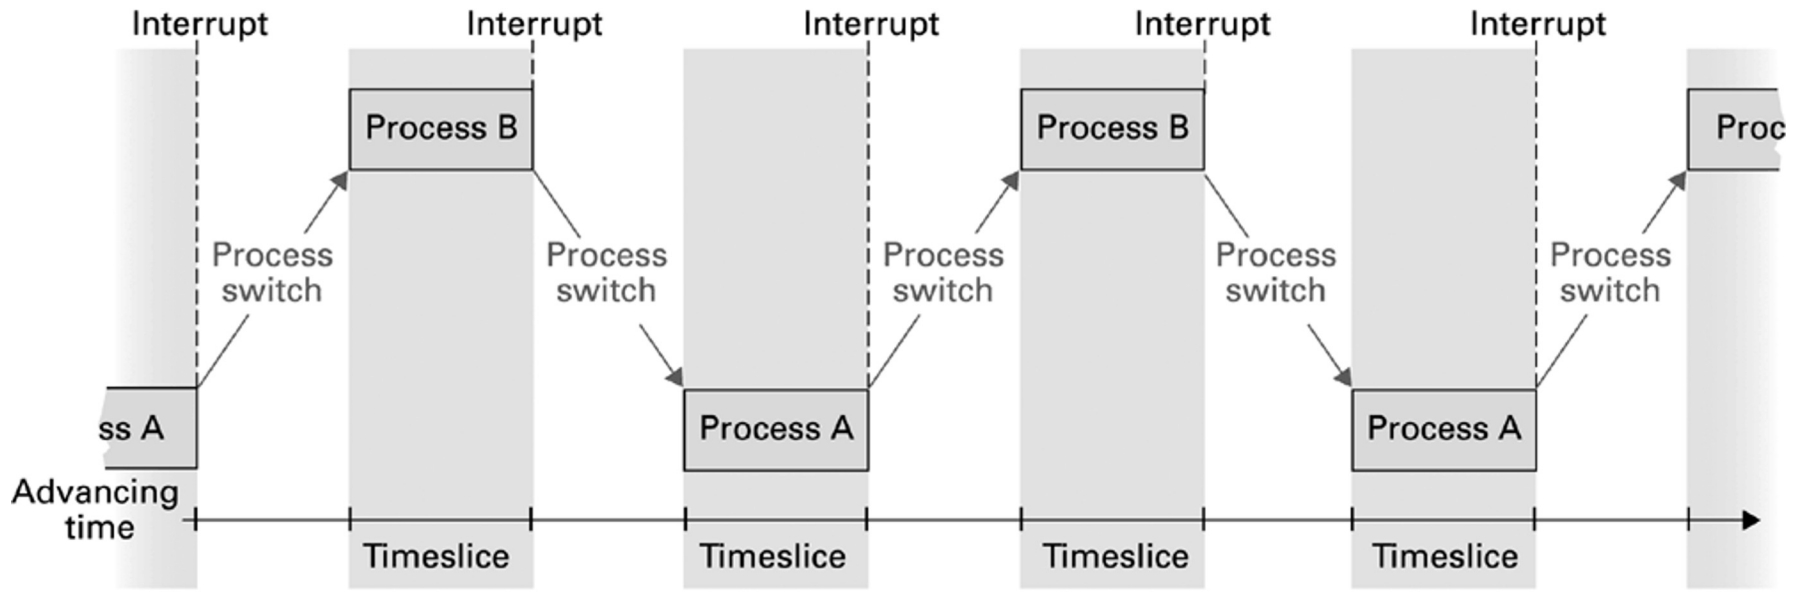 Interrupt
Interrupt
Interrupt
Interrupt
Interrupt
Process B
Process B
Proc
Process
switch
Process
switch
Process
switch
Process
switch
Process
switch
ss A
Process A
Process A
Advancing
time
Timeslice
Timeslice
Timeslice
Timeslice